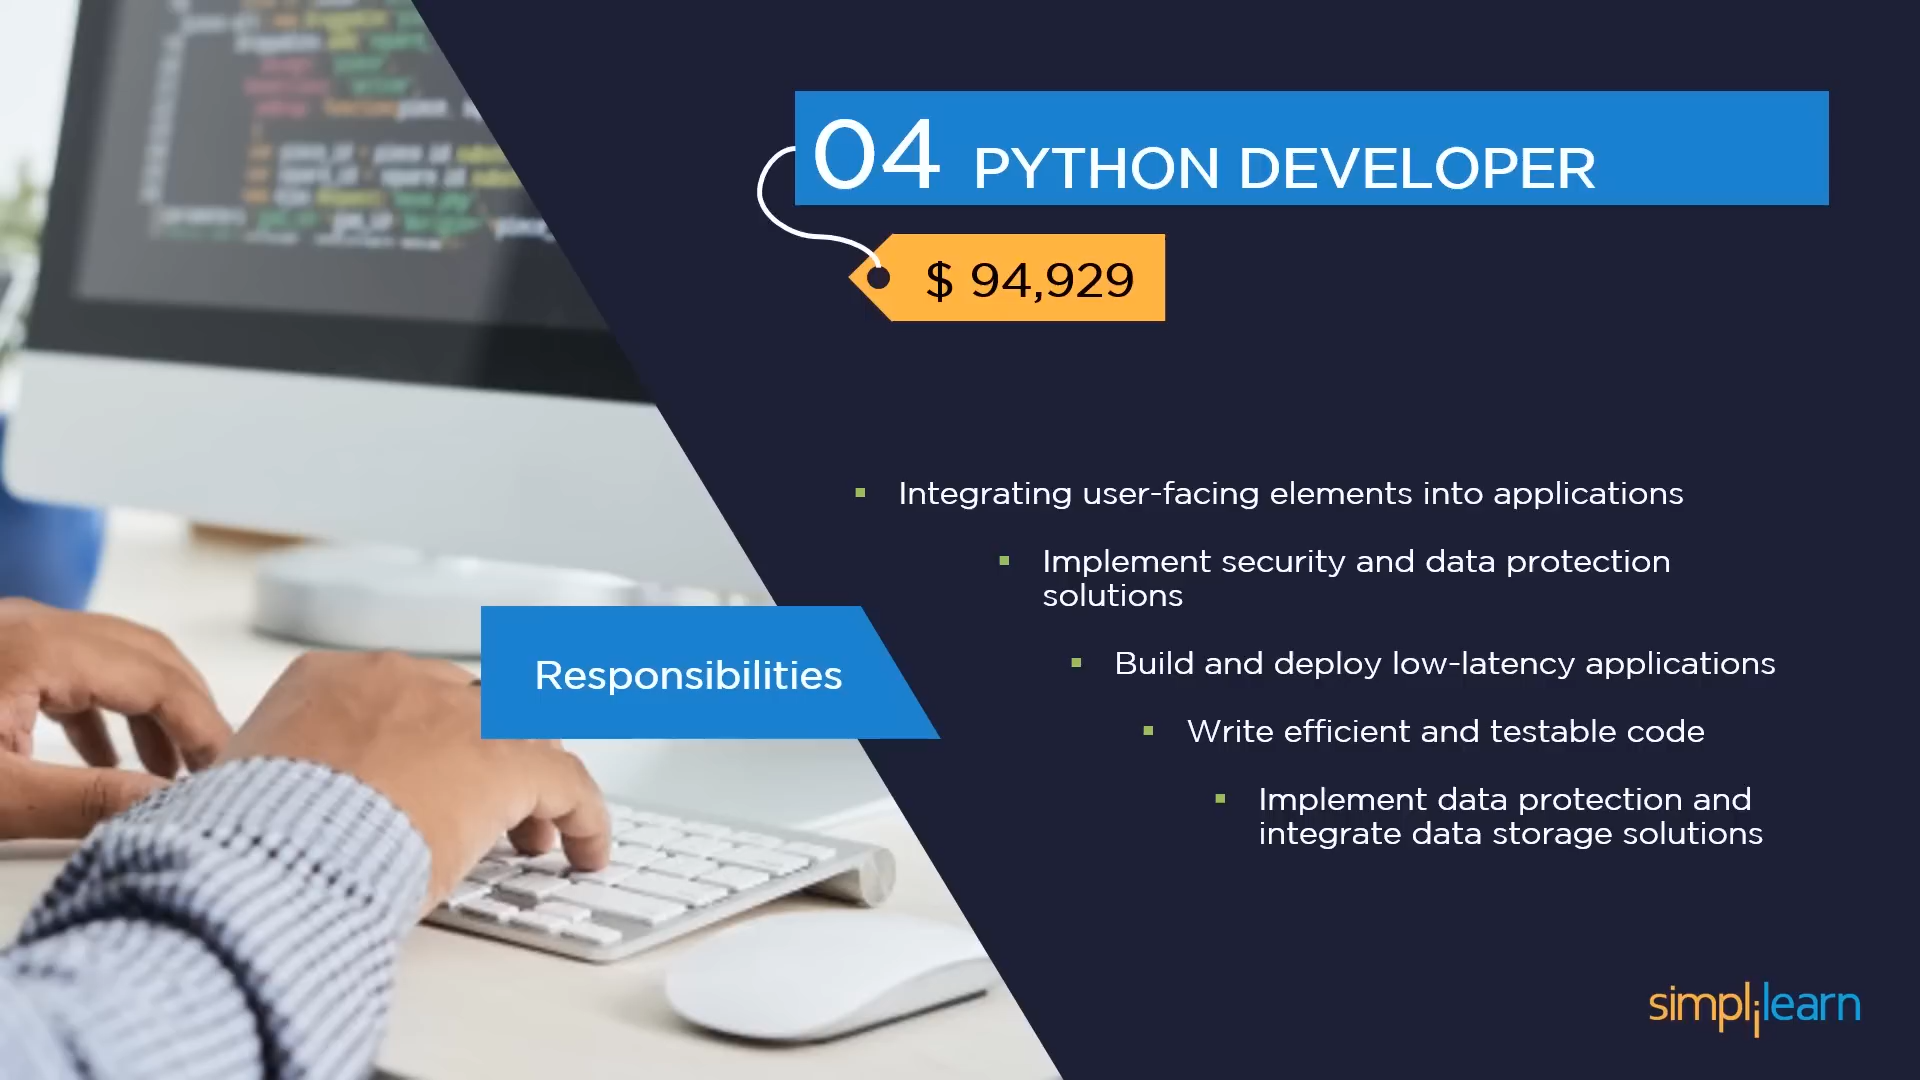 04 PYTHON DEVELOPER
$ 94,929
Integrating user-facing elements into applications
Implement security and data protection
solutions
Build and deploy low-latency applications
Responsibilities
Write efficient and testable code
Implement data protection and
integrate data storage solutions
simplilearn